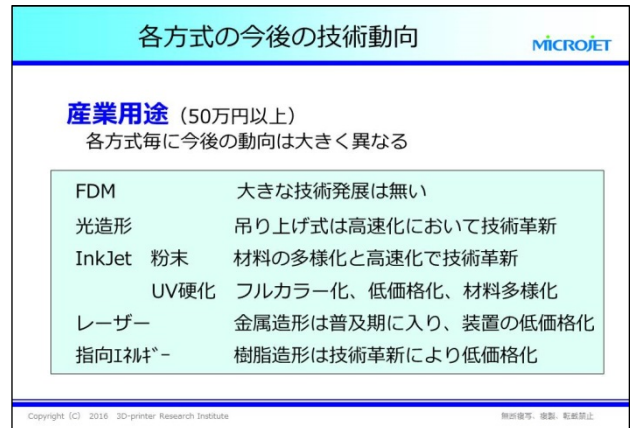 各方式の今後の技術動向
MICROJET
産業用途（50万円以上）
各方式毎に今後の動向は大きく異なる
FDM 大きな技術発展は無い
光造形 吊り上げ式は高速化において技術革新
InkJet 粉末 材料の多様化と高速化で技術革新
UV硬化 フルカラー化、低価格化、材料多様化
レーザー 金属造形は普及期に入り、装置の低価格化
指向ｴﾈﾙｷﾞｰ 樹脂造形は技術革新により低価格化
Copyright (C) 2016 3D-printer Research Institute
無断複写、複製、転載禁止